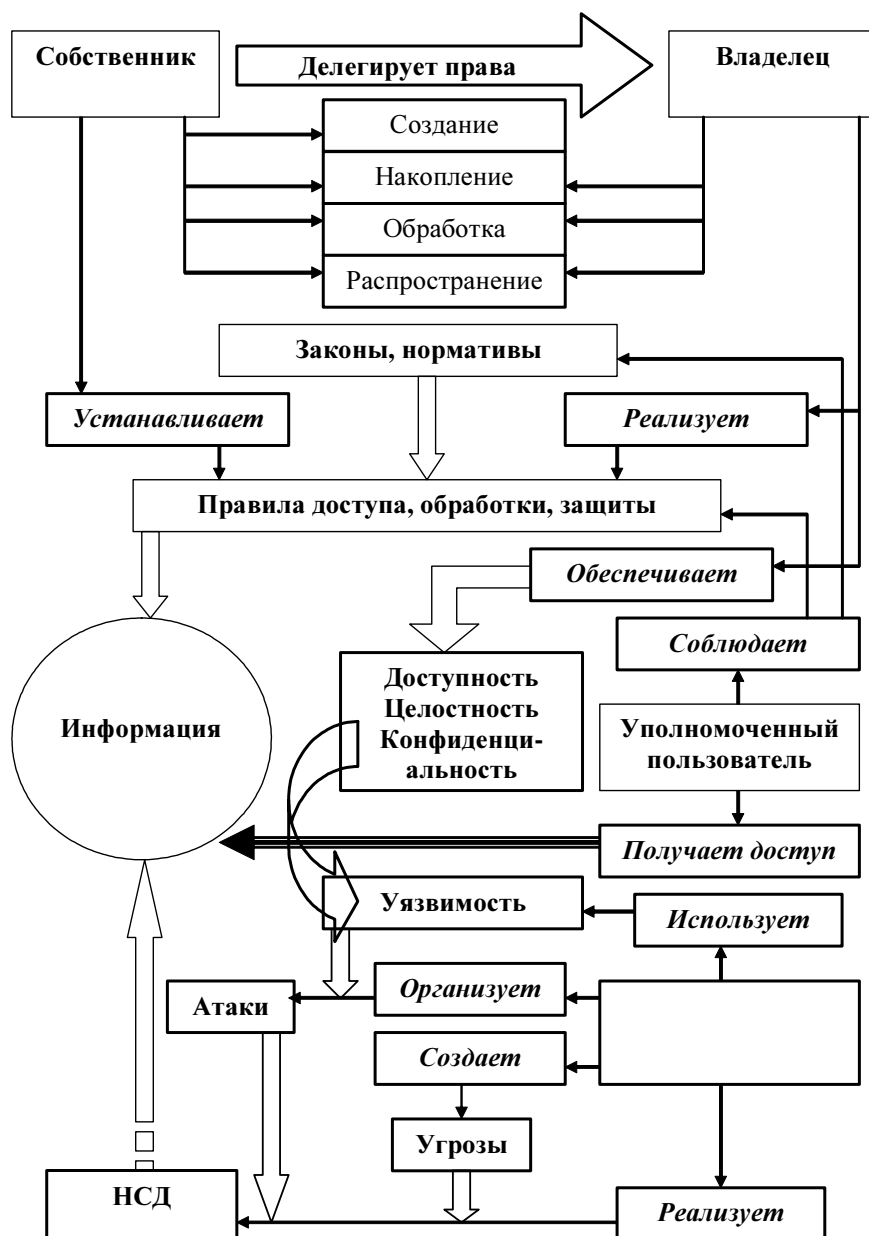 Собственник
Делегирует права
Владелец
Создание
Накопление
Обработка
Распространение
Законы, нормативы
Устанавливает
Реализует
Правила доступа, обработки, защиты
Обеспечивает
Соблюдает
Доступность
Целостность
Конфиденци-
альность
Информация
Уполномоченный
пользователь
Получает доступ
Уязвимость
Использует
Организует
Атаки
Создает
Угрозы
НСД
Реализует